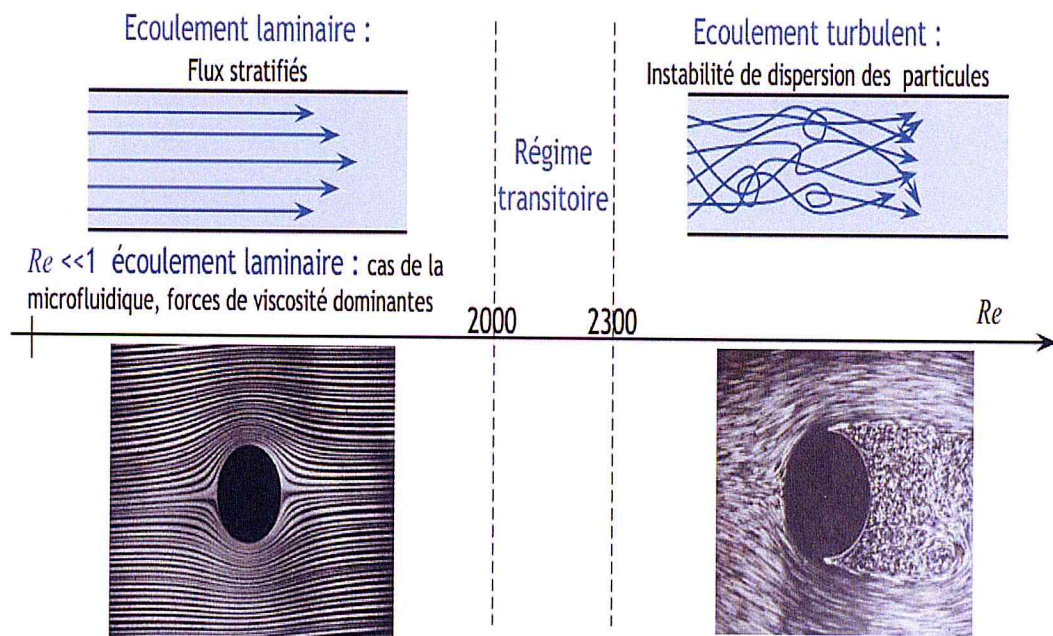 Ecoulement laminaire :
Flux stratifiés
Re <<1 écoulement laminaire : cas de la
microfluidique, forces de viscosité dominantes
Régime
transitoire
Ecoulement turbulent :
Instabilité de dispersion des particules
2000
2300
Re